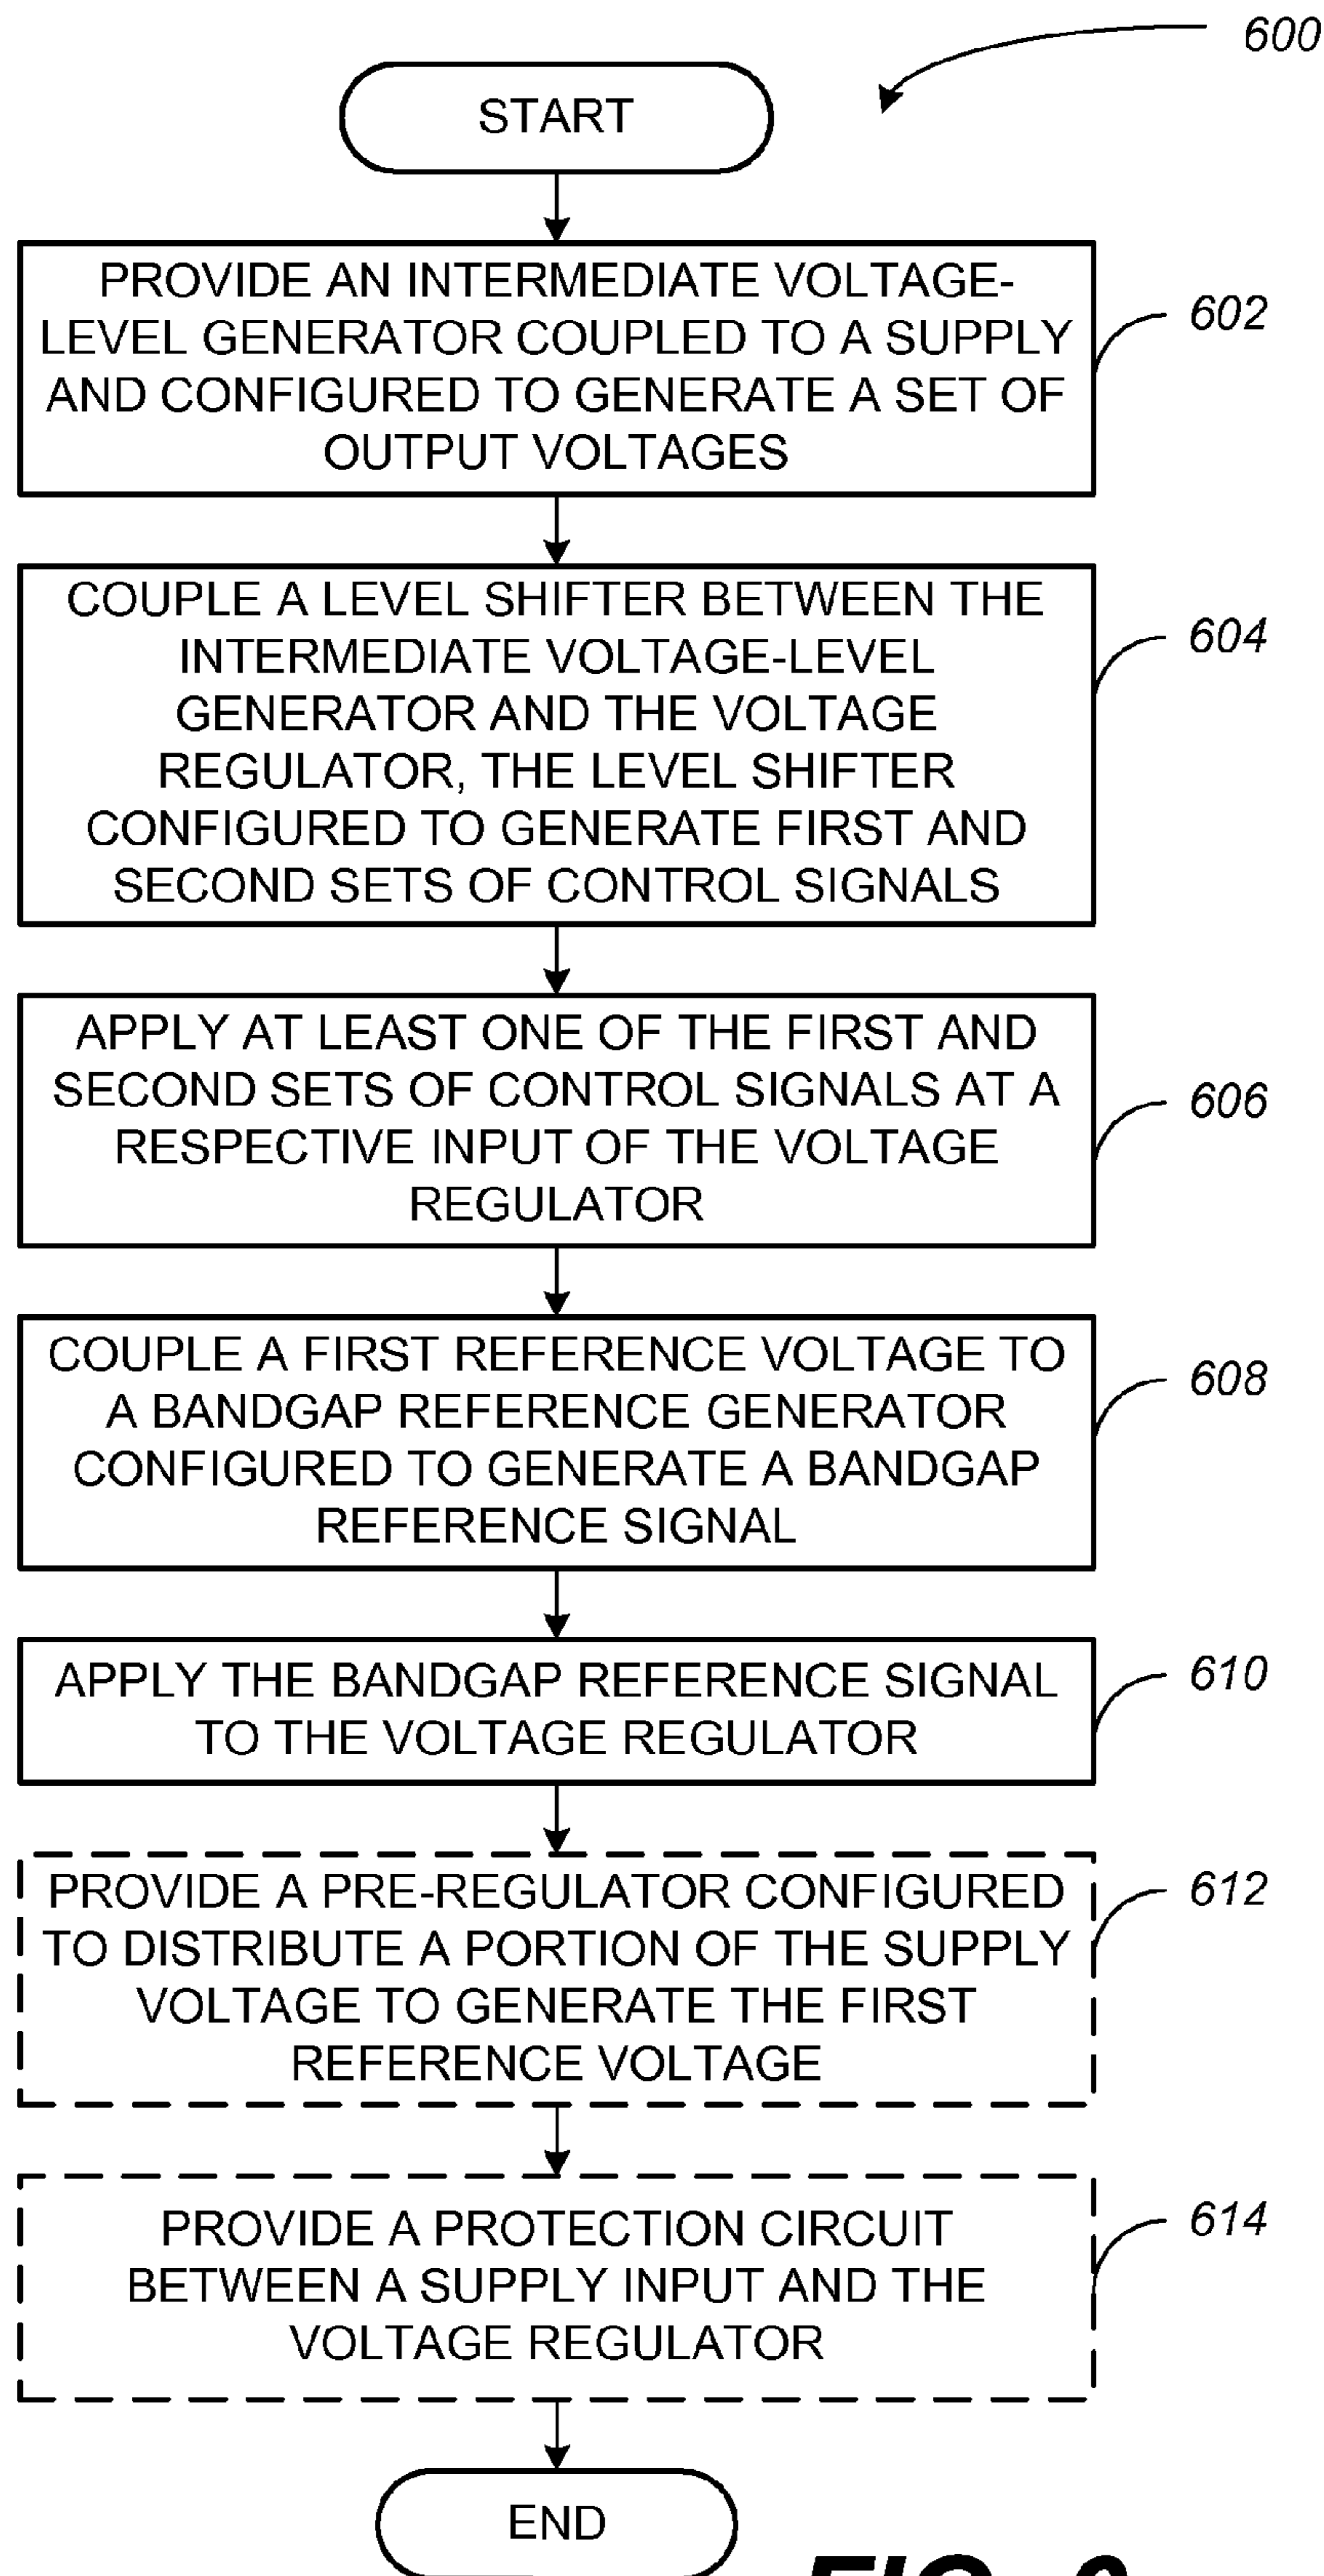 600
START
PROVIDE AN INTERMEDIATE VOLTAGE-
LEVEL GENERATOR COUPLED TO A SUPPLY
AND CONFIGURED TO GENERATE A SET OF
OUTPUT VOLTAGES
602
COUPLE A LEVEL SHIFTER BETWEEN THE
INTERMEDIATE VOLTAGE-LEVEL
GENERATOR AND THE VOLTAGE
REGULATOR, THE LEVEL SHIFTER
CONFIGURED TO GENERATE FIRST AND
SECOND SETS OF CONTROL SIGNALS
604
APPLY AT LEAST ONE OF THE FIRST AND
SECOND SETS OF CONTROL SIGNALS AT A
RESPECTIVE INPUT OF THE VOLTAGE
REGULATOR
606
COUPLE A FIRST REFERENCE VOLTAGE TO
A BANDGAP REFERENCE GENERATOR
CONFIGURED TO GENERATE A BANDGAP
REFERENCE SIGNAL
608
APPLY THE BANDGAP REFERENCE SIGNAL
TO THE VOLTAGE REGULATOR
610
PROVIDE A PRE-REGULATOR CONFIGURED
TO DISTRIBUTE A PORTION OF THE SUPPLY
VOLTAGE TO GENERATE THE FIRST
REFERENCE VOLTAGE
612
PROVIDE A PROTECTION CIRCUIT
BETWEEN A SUPPLY INPUT AND THE
VOLTAGE REGULATOR
614
END